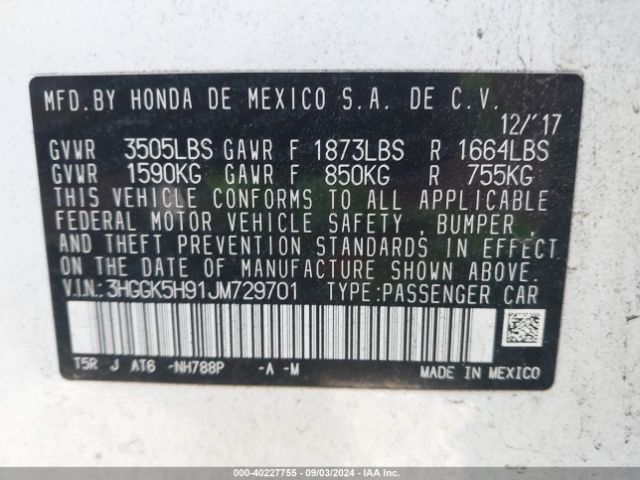 MFD.BY HONDA DE MEXICO S.A. DE C.V.
12/'17
GVWR 3505LBS GAWR F 1873LBS R 1664LBS
GVWR 1590KG GAWR F 850KG R 755KG
THIS VEHICLE CONFORMS TO ALL APPLICABLE
FEDERAL MOTOR VEHICLE SAFETY , BUMPER ,
AND THEFT PREVENTION STANDARDS IN EFFECT
ON THE DATE OF MANUFACTURE SHOWN ABOVE.
V.I.N.:3HGGK5H91JM729701 TYPE:PASSENGER CAR
T5R J AT6 -NH788P -A -M
MADE IN MEXICO
000-40227755 - 09/03/2024 - IAA Inc.